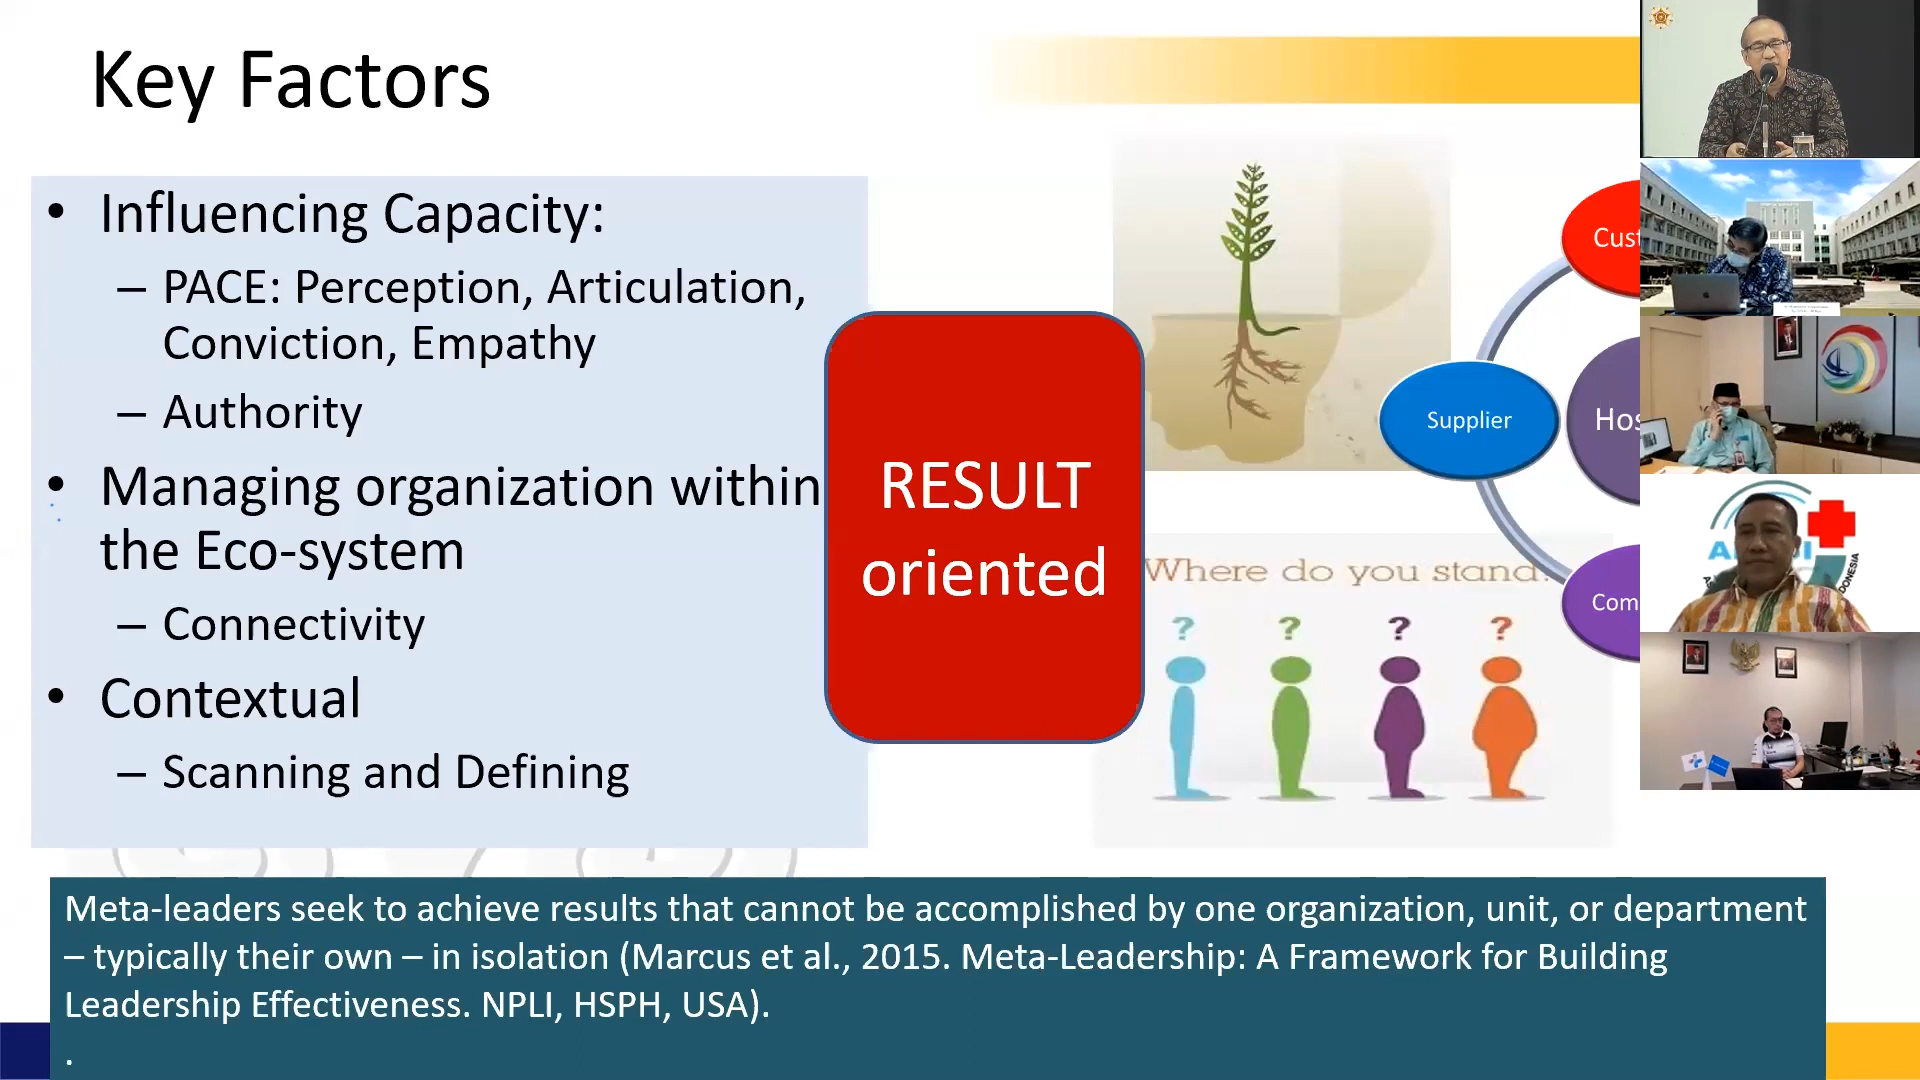 Key Factors
• Influencing Capacity:
– PACE: Perception, Articulation,
Conviction, Empathy
– Authority
• Managing organization within
the Eco-system
– Connectivity
• Contextual
– Scanning and Defining
RESULT
oriented
Supplier
Where do you stand?
? ? ? ?
Meta-leaders seek to achieve results that cannot be accomplished by one organization, unit, or department
– typically their own – in isolation (Marcus et al., 2015. Meta-Leadership: A Framework for Building
Leadership Effectiveness. NPLI, HSPH, USA).
.